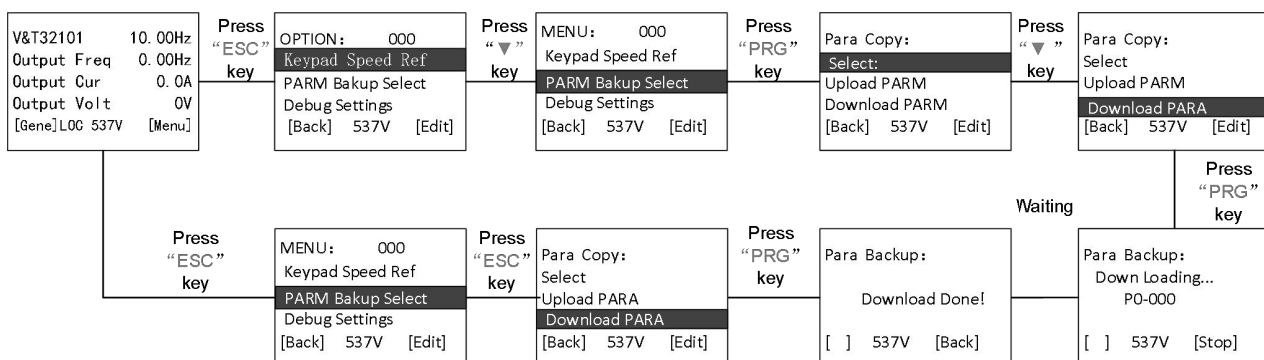 V&T32101 10.00Hz
Output Freq 0.00Hz
Output Cur 0.0A
Output Volt 0V
[Gene]LOC 537V [Menu]
Press
“ESC”
key
OPTION: 000
Keypad Speed Ref
PARM Bakup Select
Debug Settings
[Back] 537V [Edit]
Press
“▼”
key
MENU: 000
Keypad Speed Ref
PARM Bakup Select
Debug Settings
[Back] 537V [Edit]
Press
“PRG”
key
Para Copy:
Select:
Upload PARM
Download PARM
[Back] 537V [Edit]
Press
“▼ ”
key
Para Copy:
Select
Upload PARM
Download PARA
[Back] 537V [Edit]
Press
“PRG”
key
Waiting
Press
“ESC”
key
MENU: 000
Keypad Speed Ref
PARM Bakup Select
Debug Settings
[Back] 537V [Edit]
Press
“ESC”
key
Para Copy:
Select
Upload PARA
Download PARA
[Back] 537V [Edit]
Press
“PRG”
key
Para Backup:
Download Done!
[ ] 537V [Back]
Para Backup:
Down Loading...
P0-000
[ ] 537V [Stop]